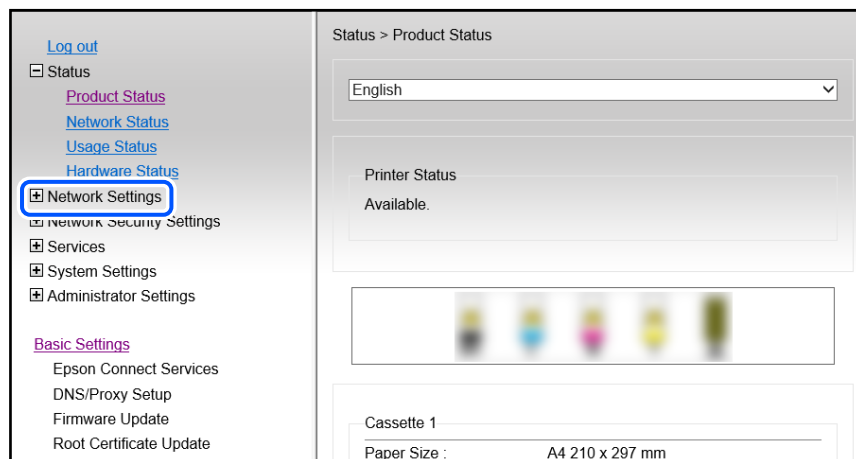 Log out
Status
Product Status
Network Status
Usage Status
Hardware Status
Network Settings
Network Security Settings
Services
System Settings
Administrator Settings
Basic Settings
Epson Connect Services
DNS/Proxy Setup
Firmware Update
Root Certificate Update
Status > Product Status
English
Printer Status
Available.
Cassette 1
Paper Size : A4 210 x 297 mm